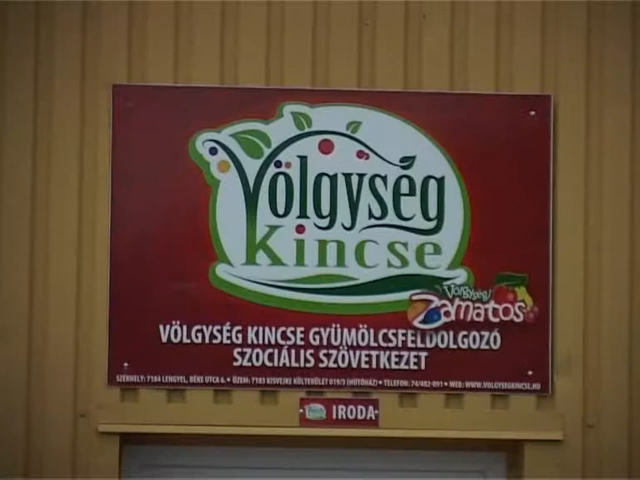 Völgység
Kincse
Völgységi
Zamatos
VÖLGYSÉG KINCSE GYÜMÖLCSFELDOLGOZÓ
SZOCIÁLIS SZÖVETKEZET
SZÉKHELY: 7184 LENGYEL, BÉKE UTCA 6. • ÜZEM: 7183 KISVEJKE KÜLTERÜLET 019/3 (HŰTŐHÁZ) • TELEFON: 74/482-091 • WEB: WWW.VOLGYSEGKINCSE.HU
IRODA